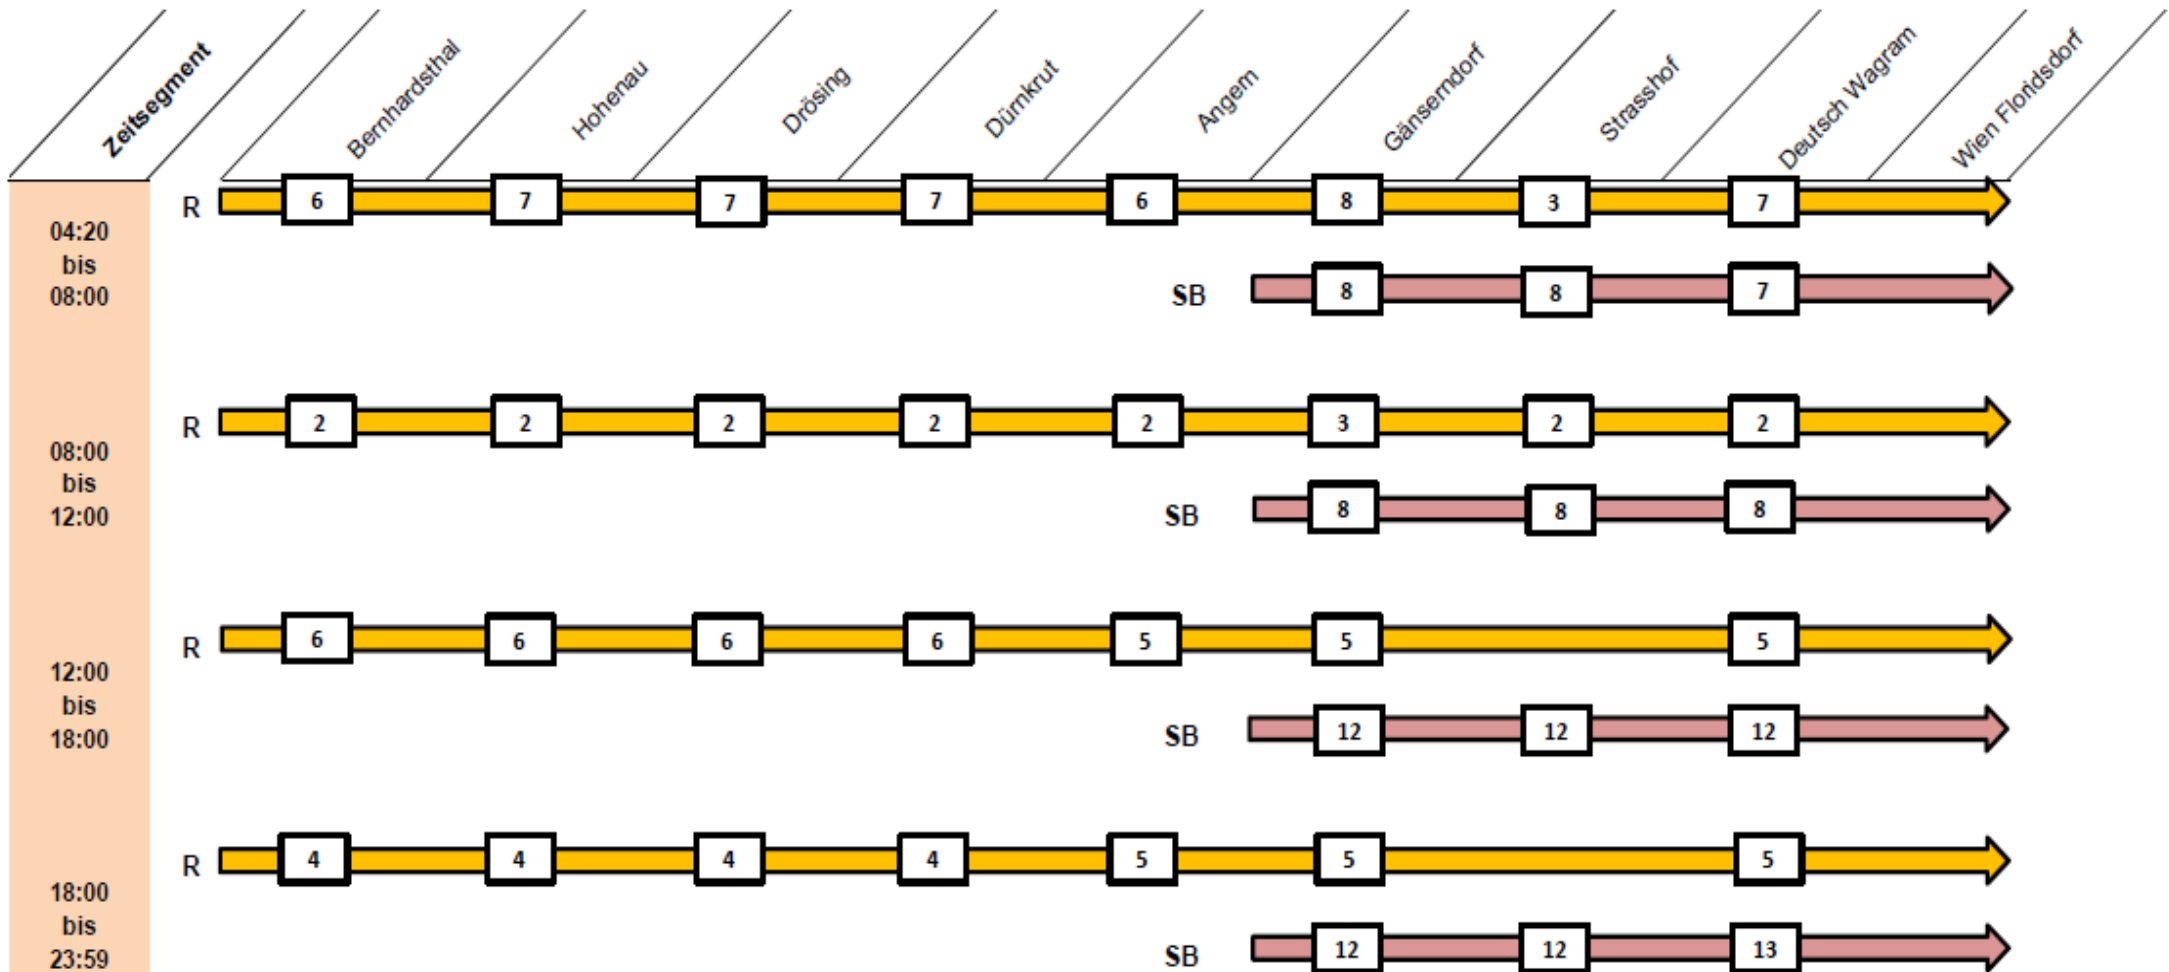 Zeitsegment
Bernhardsthal
Hohenau
Drösing
Dürnkrut
Angern
Gänserndorf
Strasshof
Deutsch Wagram
Wien Floridsdorf
R 6 7 7 7 6 8 3 7
04:20
bis
08:00
SB 8 8 7
R 2 2 2 2 2 3 2 2
08:00
bis
12:00
SB 8 8 8
R 6 6 6 6 5 5 5
12:00
bis
18:00
SB 12 12 12
R 4 4 4 4 5 5 5
18:00
bis
23:59
SB 12 12 13